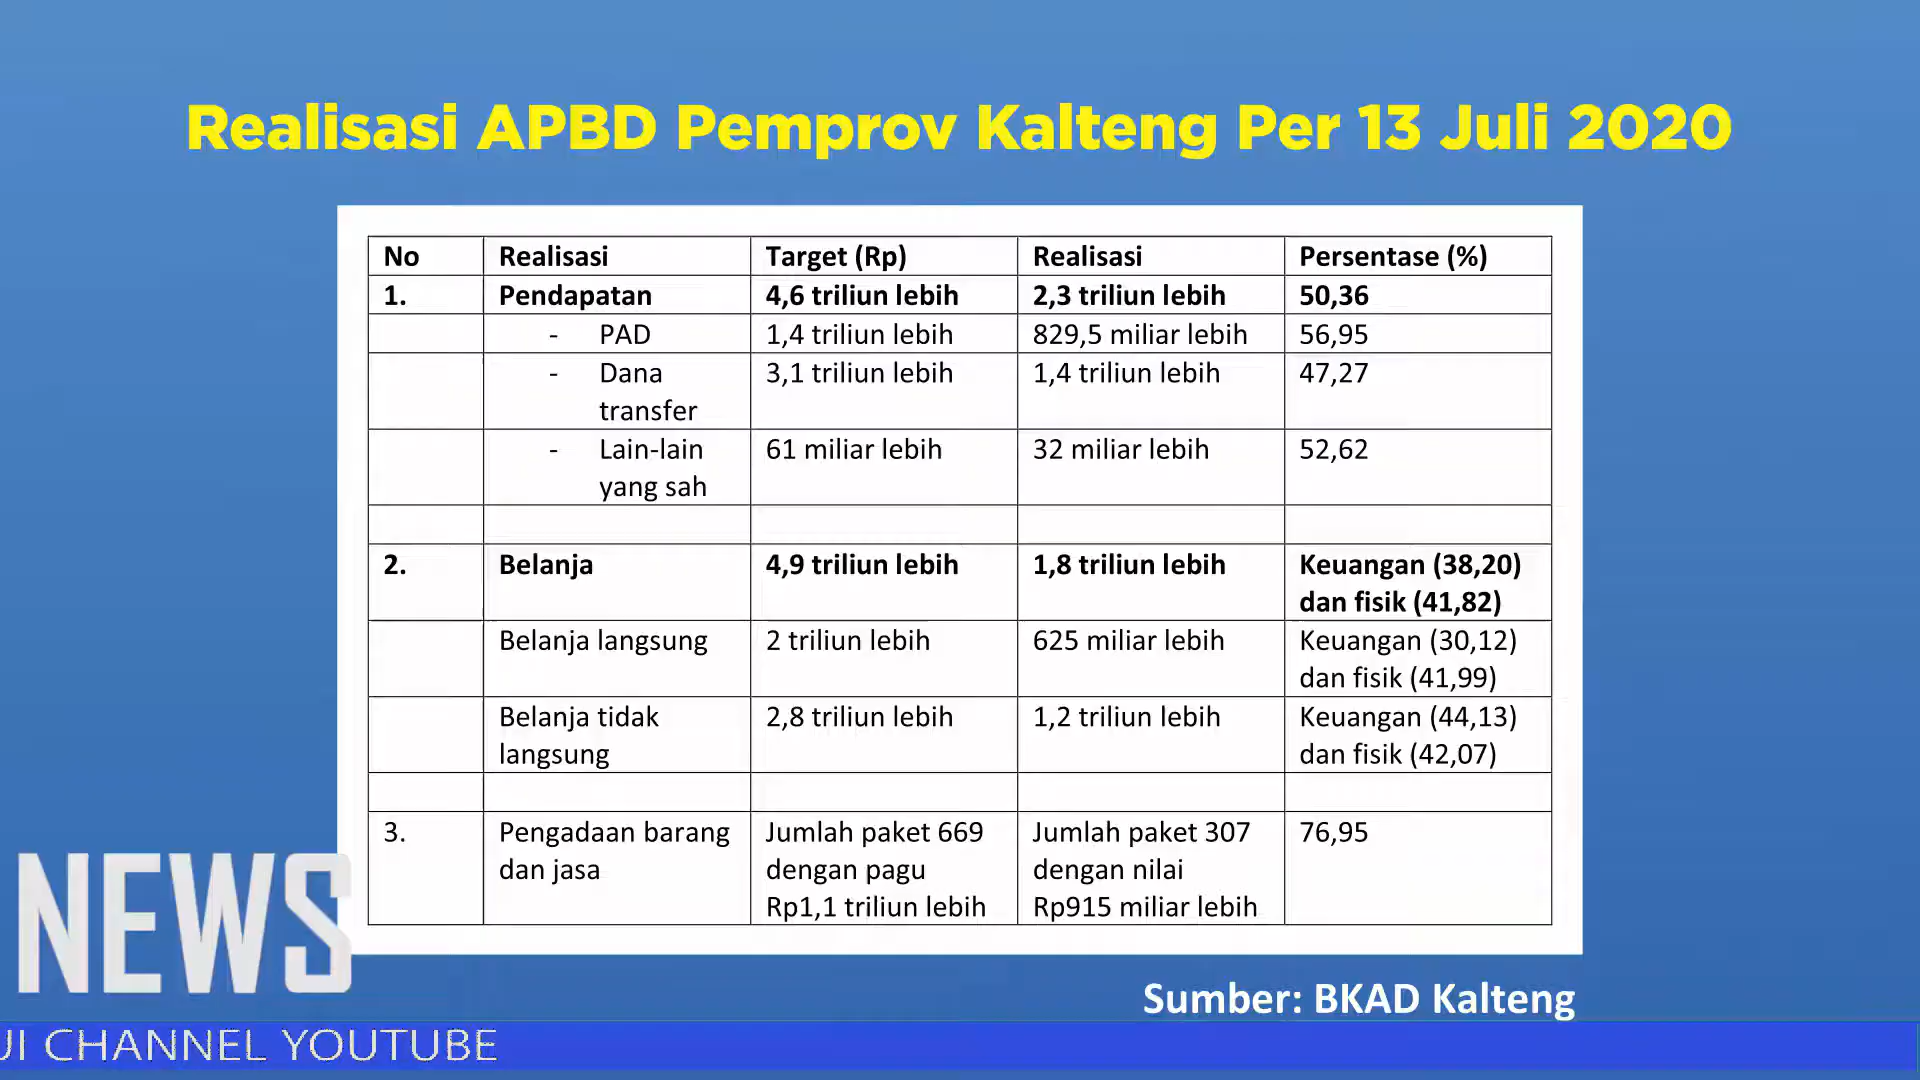 Realisasi APBD Pemprov Kalteng Per 13 Juli 2020
No Realisasi Target (Rp) Realisasi Persentase (%)
1. Pendapatan 4,6 triliun lebih 2,3 triliun lebih 50,36
- PAD 1,4 triliun lebih 829,5 miliar lebih 56,95
- Dana 3,1 triliun lebih 1,4 triliun lebih 47,27
transfer
- Lain-lain 61 miliar lebih 32 miliar lebih 52,62
yang sah
2. Belanja 4,9 triliun lebih 1,8 triliun lebih Keuangan (38,20)
dan fisik (41,82)
Belanja langsung 2 triliun lebih 625 miliar lebih Keuangan (30,12)
dan fisik (41,99)
Belanja tidak 2,8 triliun lebih 1,2 triliun lebih Keuangan (44,13)
langsung dan fisik (42,07)
3. Pengadaan barang Jumlah paket 669 Jumlah paket 307 76,95
dan jasa dengan pagu dengan nilai
Rp1,1 triliun lebih Rp915 miliar lebih
NEWS
Sumber: BKAD Kalteng
CHANNEL YOUTUBE